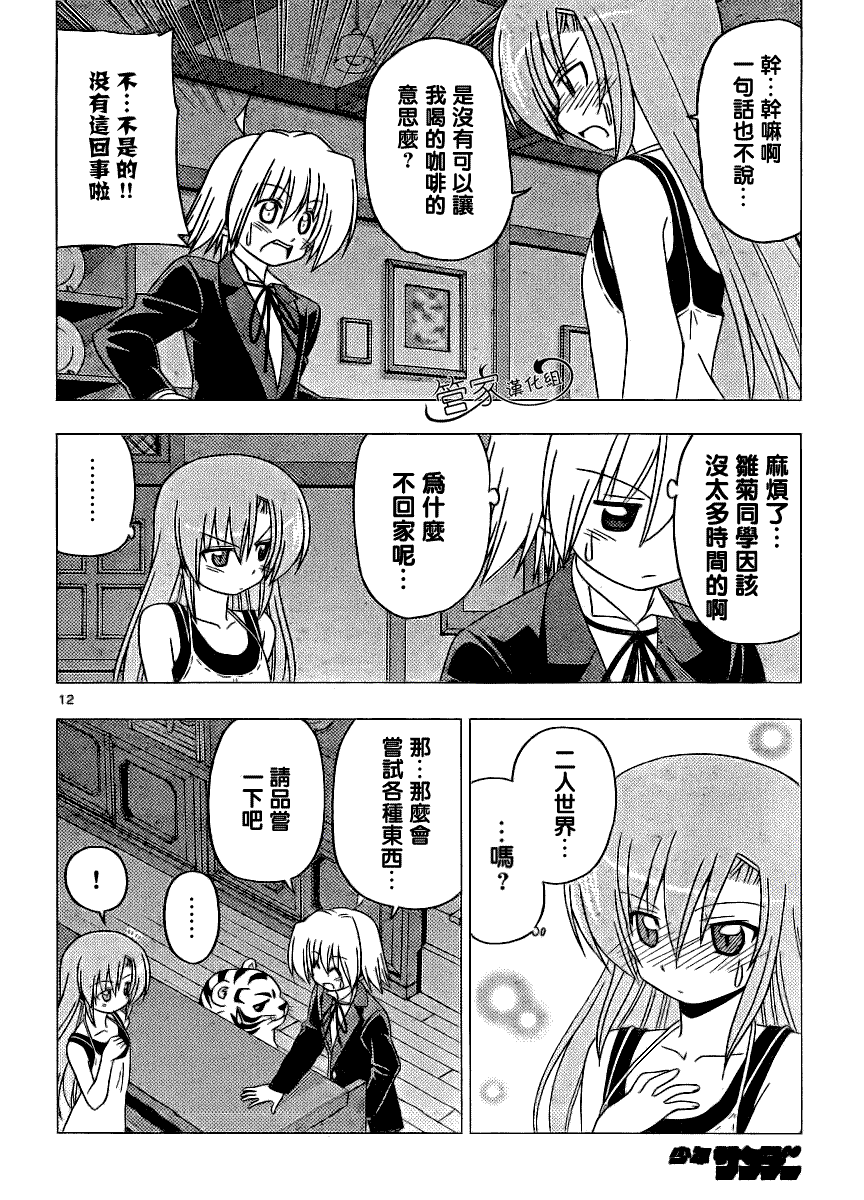 幹…幹嘛啊
一句話也不說…
是沒有可以讓
我喝的咖啡的
意思麼？
不…不是的!!
没有這回事啦
管家漢化組
麻煩了…
雛菊同學因該
沒太多時間的啊
為什麼
不回家呢…
………
12
二人世界…
…嗎？
那…那麼會
嘗試各種東西…
請品嘗
一下吧
……
！
少年